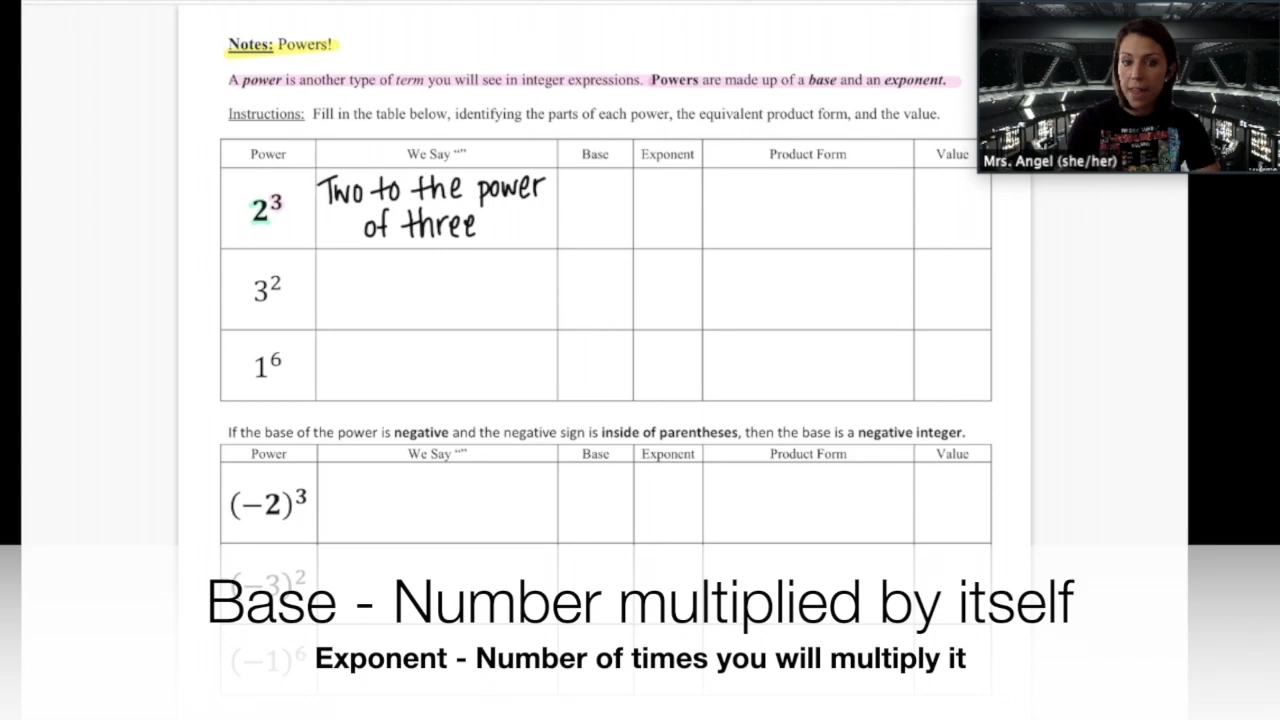 Notes: Powers!
A power is another type of term you will see in integer expressions. Powers are made up of a base and an exponent.
Instructions: Fill in the table below, identifying the parts of each power, the equivalent product form, and the value.
Mrs. Angel (she/her)
Power We Say “” Base Exponent Product Form Value
2³ Two to the power
of three
3²
1⁶
If the base of the power is negative and the negative sign is inside of parentheses, then the base is a negative integer.
Power We Say “” Base Exponent Product Form Value
(−2)³
(−3)²
Base - Number multiplied by itself
(−1)⁶
Exponent - Number of times you will multiply it